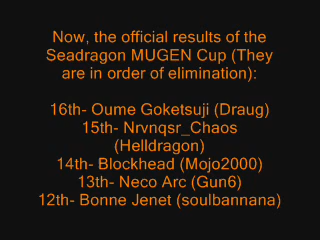 Now, the official results of the
Seadragon MUGEN Cup (They
are in order of elimination):
16th- Oume Goketsuji (Draug)
15th- Nrvnqsr_Chaos
(Helldragon)
14th- Blockhead (Mojo2000)
13th- Neco Arc (Gun6)
12th- Bonne Jenet (soulbannana)